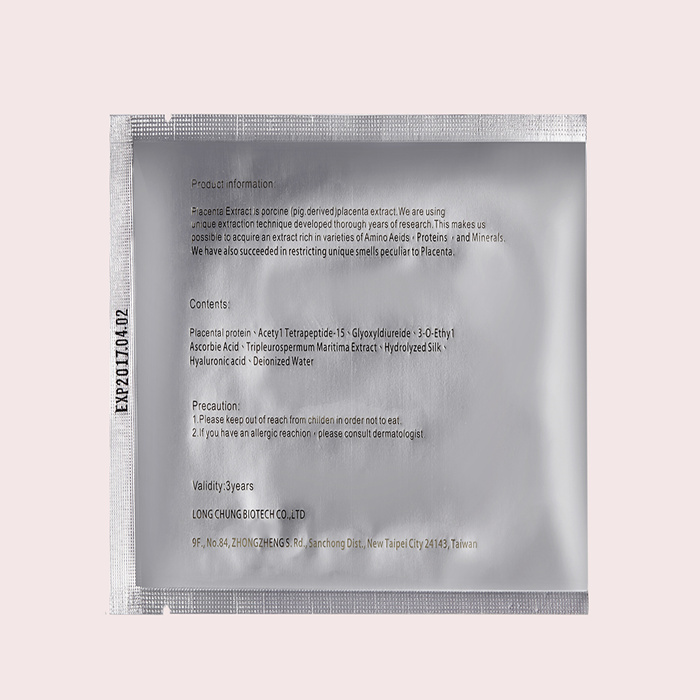 Product information:
Placenta Extract is porcine (pig.derived)placenta extract.We are using
unique extraction technique developed thorough years of research.This makes us
possible to acquire an extract rich in varieties of Amino Aeids、Proteins 、and Minerals.
We have also succeeded in restricting unique smells peculiar to Placenta.
Contents:
Placental protein、Acety1 Tetrapeptide-15、Glyoxyldiureide、3-O-Ethy1
Ascorbie Acid、Tripleurospermum Maritima Extract、Hydrolyzed Silk、
Hyaluronic acid、Deionized Water
Precaution:
1.Please keep out of reach from childen in order not to eat.
2.If you have an allergic reachion，please consult dermatologist
Validity:3years
LONG CHUNG BIOTECH CO.,LTD
9F., No.84, ZHONGZHENG S. Rd., Sanchong Dist., New Taipei City 24143, Taiwan
EXP2017.04.02